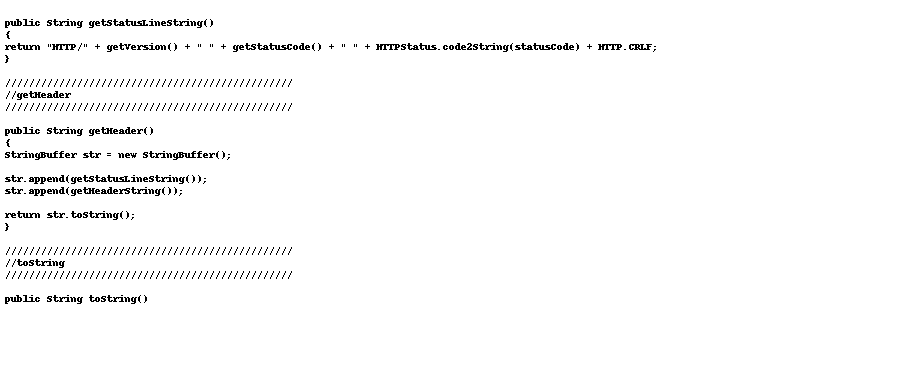 public String getStatusLineString()
{
return "HTTP/" + getVersion() + " " + getStatusCode() + " " + HTTPStatus.code2String(statusCode) + HTTP.CRLF;
}
////////////////////////////////////////////////
//getHeader
////////////////////////////////////////////////
public String getHeader()
{
StringBuffer str = new StringBuffer();
str.append(getStatusLineString());
str.append(getHeaderString());
return str.toString();
}
////////////////////////////////////////////////
//toString
////////////////////////////////////////////////
public String toString()